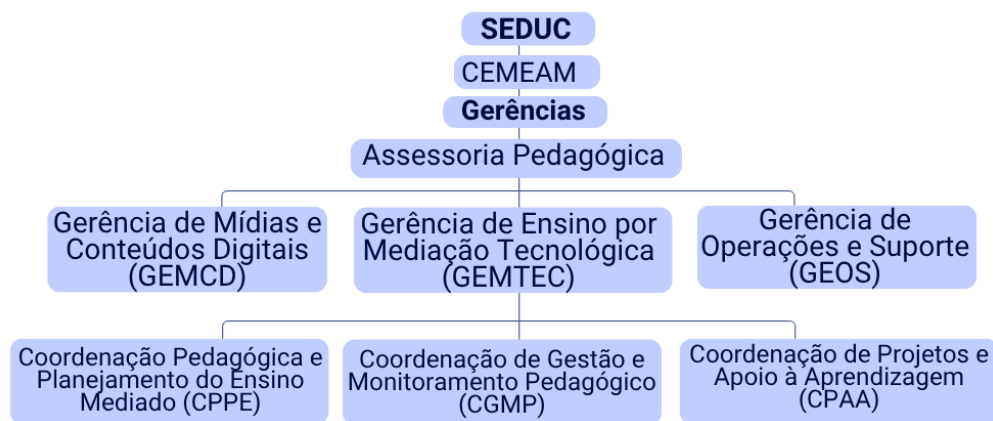 SEDUC
CEMEAM
Gerências
Assessoria Pedagógica
Gerência de Mídias e
Conteúdos Digitais
(GEMCD)
Gerência de Ensino por
Mediação Tecnológica
(GEMTEC)
Gerência de
Operações e Suporte
(GEOS)
Coordenação Pedagógica e
Planejamento do Ensino
Mediado (CPPE)
Coordenação de Gestão e
Monitoramento Pedagógico
(CGMP)
Coordenação de Projetos e
Apoio à Aprendizagem
(CPAA)